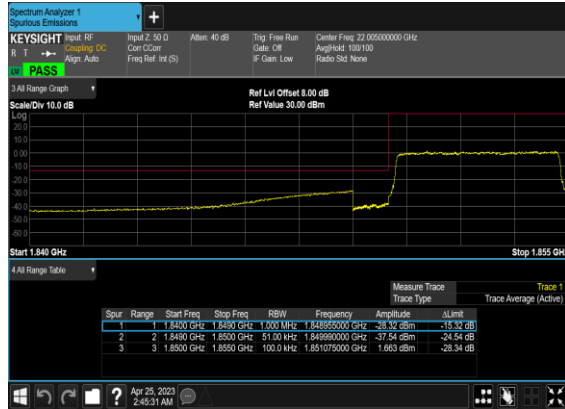 Spectrum Analyzer 1
Spurious Emissions
+
KEYSIGHT Input: RF Input Z: 50 Ω Atten: 40 dB Trig: Free Run Center Freq: 22.005000000 GHz
R T Coupling: DC Corr CCorr Gate: Off Avg|Hold: 100/100
Align: Auto Freq Ref: Int (S) IF Gain: Low Radio Std: None
PASS
3 All Range Graph
Ref Lvl Offset 8.00 dB
Scale/Div 10.0 dB Ref Value 30.00 dBm
Log
20.0
10.0
0.00
-10.0
-20.0
-30.0
-40.0
-50.0
-60.0
Start 1.840 GHz Stop 1.855 GH
4 All Range Table
Measure Trace Trace 1
Trace Type Trace Average (Active)
Spur Range Start Freq Stop Freq RBW Frequency Amplitude ΔLimit
1 1 1.8400 GHz 1.8490 GHz 1.000 MHz 1.848955000 GHz -28.32 dBm -15.32 dB
2 2 1.8490 GHz 1.8500 GHz 51.00 kHz 1.849990000 GHz -37.54 dBm -24.54 dB
3 3 1.8500 GHz 1.8550 GHz 100.0 kHz 1.851075000 GHz 1.663 dBm -28.34 dB
? Apr 25, 2023
2:45:31 AM